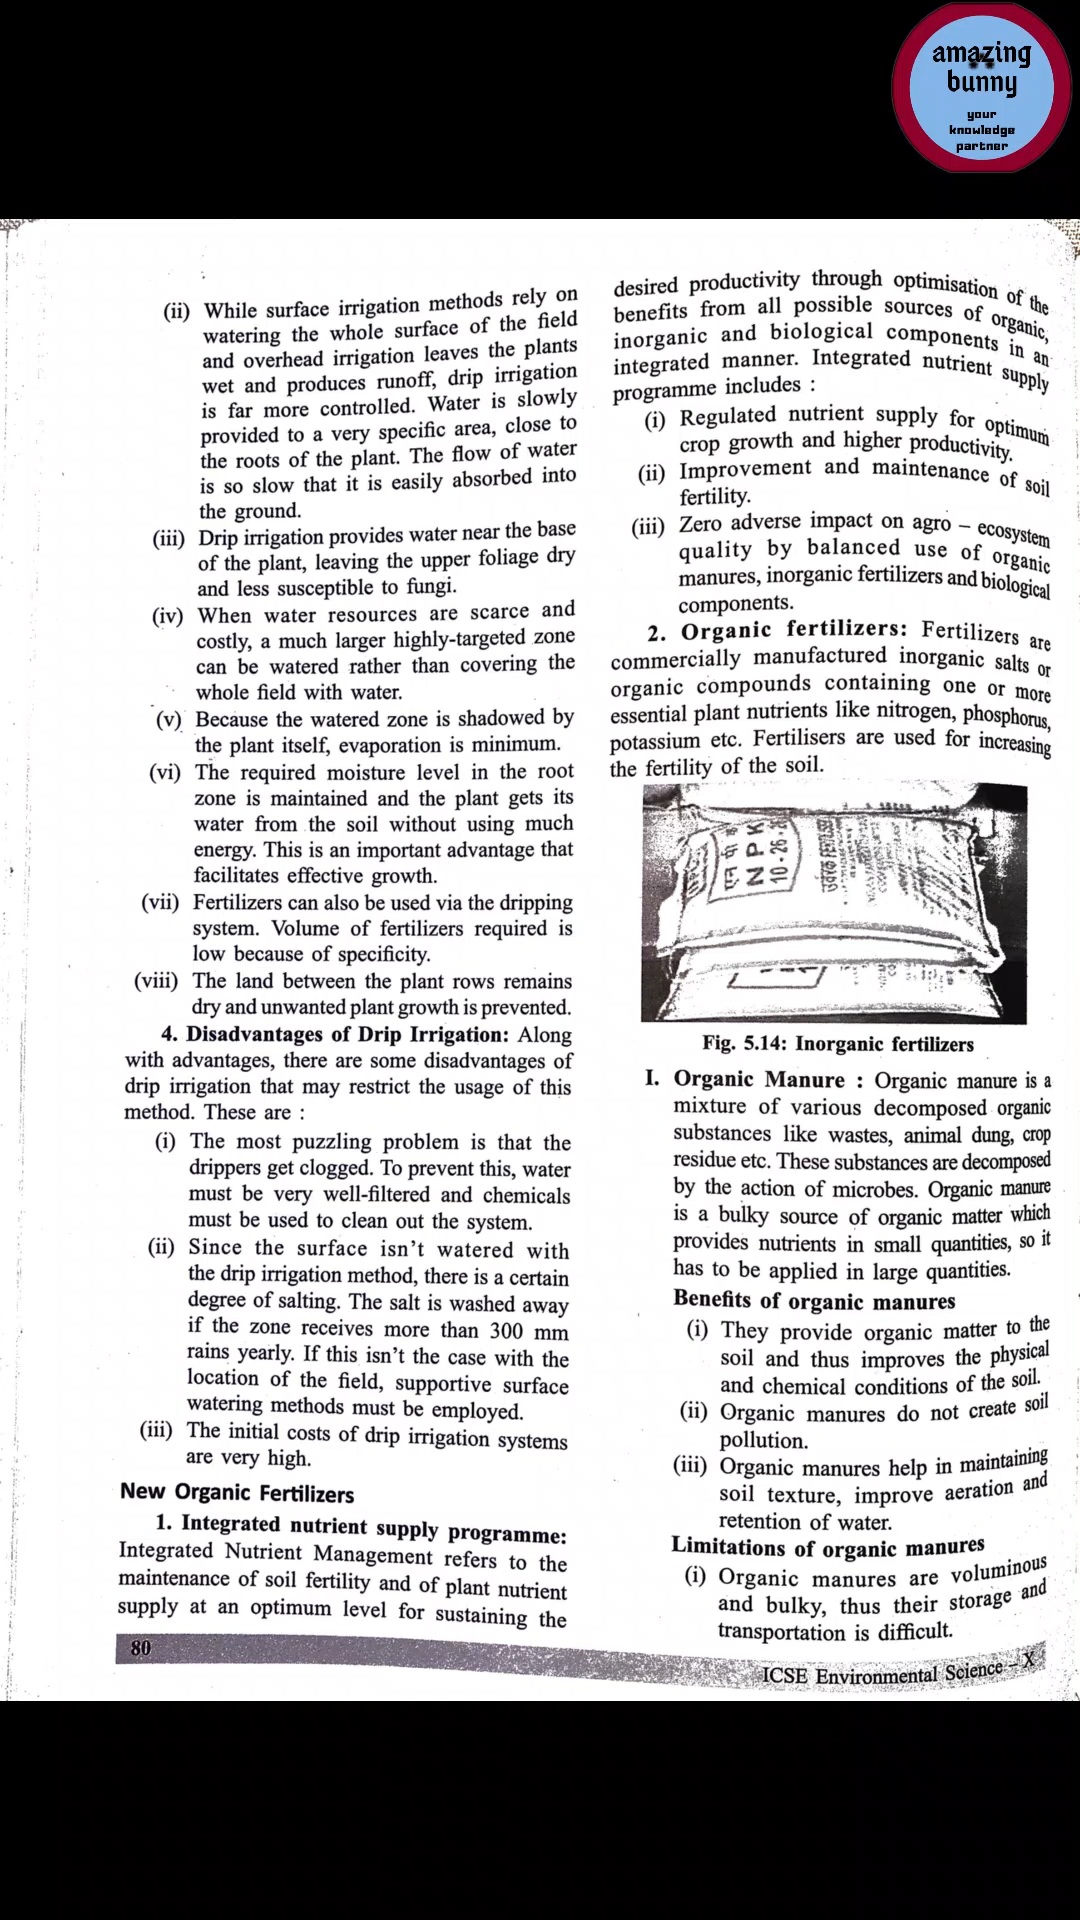 amazing
bunny
your
knowledge
partner
(ii) While surface irrigation methods rely on
watering the whole surface of the field
and overhead irrigation leaves the plants
wet and produces runoff, drip irrigation
is far more controlled. Water is slowly
provided to a very specific area, close to
the roots of the plant. The flow of water
is so slow that it is easily absorbed into
the ground.
(iii) Drip irrigation provides water near the base
of the plant, leaving the upper foliage dry
and less susceptible to fungi.
(iv) When water resources are scarce and
costly, a much larger highly-targeted zone
can be watered rather than covering the
whole field with water.
(v) Because the watered zone is shadowed by
the plant itself, evaporation is minimum.
(vi) The required moisture level in the root
zone is maintained and the plant gets its
water from the soil without using much
energy. This is an important advantage that
facilitates effective growth.
(vii) Fertilizers can also be used via the dripping
system. Volume of fertilizers required is
low because of specificity.
(viii) The land between the plant rows remains
dry and unwanted plant growth is prevented.
4. Disadvantages of Drip Irrigation: Along
with advantages, there are some disadvantages of
drip irrigation that may restrict the usage of this
method. These are :
(i) The most puzzling problem is that the
drippers get clogged. To prevent this, water
must be very well-filtered and chemicals
must be used to clean out the system.
(ii) Since the surface isn't watered with
the drip irrigation method, there is a certain
degree of salting. The salt is washed away
if the zone receives more than 300 mm
rains yearly. If this isn't the case with the
location of the field, supportive surface
watering methods must be employed.
(iii) The initial costs of drip irrigation systems
are very high.
New Organic Fertilizers
1. Integrated nutrient supply programme:
Integrated Nutrient Management refers to the
maintenance of soil fertility and of plant nutrient
supply at an optimum level for sustaining the
desired productivity through optimisation of the
benefits from all possible sources of organic,
inorganic and biological components in an
integrated manner. Integrated nutrient supply
programme includes :
(i) Regulated nutrient supply for optimum
crop growth and higher productivity.
(ii) Improvement and maintenance of soil
fertility.
(iii) Zero adverse impact on agro – ecosystem
quality by balanced use of organic
manures, inorganic fertilizers and biological
components.
2. Organic fertilizers: Fertilizers are
commercially manufactured inorganic salts or
organic compounds containing one or more
essential plant nutrients like nitrogen, phosphorus,
potassium etc. Fertilisers are used for increasing
the fertility of the soil.
एन पी के
N P K
10-26-26
Fig. 5.14: Inorganic fertilizers
I. Organic Manure : Organic manure is a
mixture of various decomposed organic
substances like wastes, animal dung, crop
residue etc. These substances are decomposed
by the action of microbes. Organic manure
is a bulky source of organic matter which
provides nutrients in small quantities, so it
has to be applied in large quantities.
Benefits of organic manures
(i) They provide organic matter to the
soil and thus improves the physical
and chemical conditions of the soil.
(ii) Organic manures do not create soil
pollution.
(iii) Organic manures help in maintaining
soil texture, improve aeration and
retention of water.
Limitations of organic manures
(i) Organic manures are voluminous
and bulky, thus their storage and
transportation is difficult.
80
ICSE Environmental Science – X